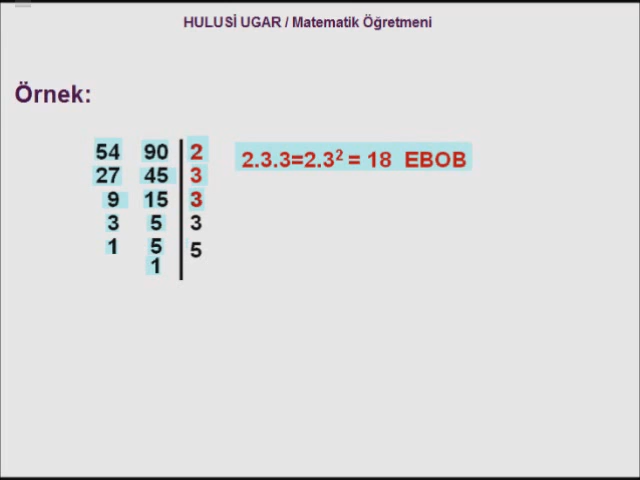 HULUSİ UGAR / Matematik Öğretmeni
Örnek:
54 90 2 2.3.3=2.3² = 18 EBOB
27 45 3
9 15 3
3 5 3
1 5 5
1